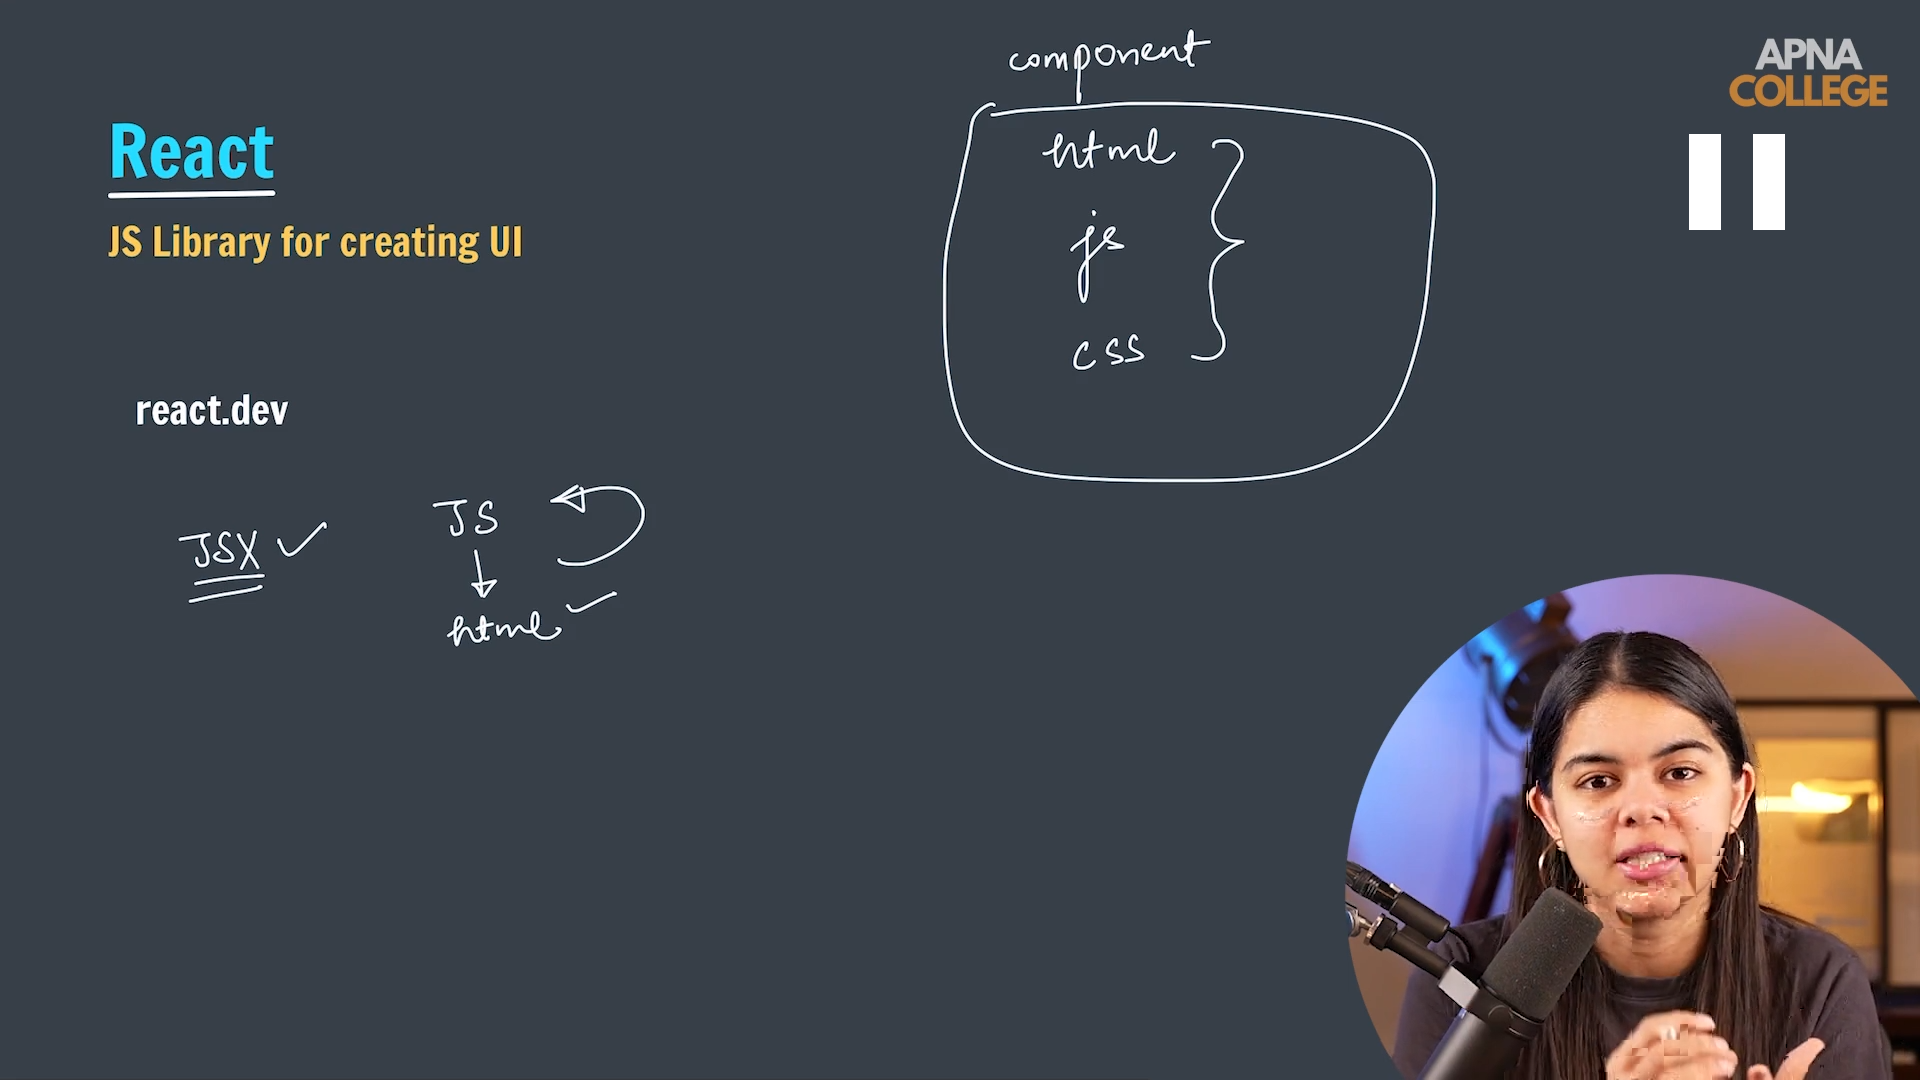 component
APNA
COLLEGE
React
html
js
css
JS Library for creating UI
react.dev
JSX
JS
html